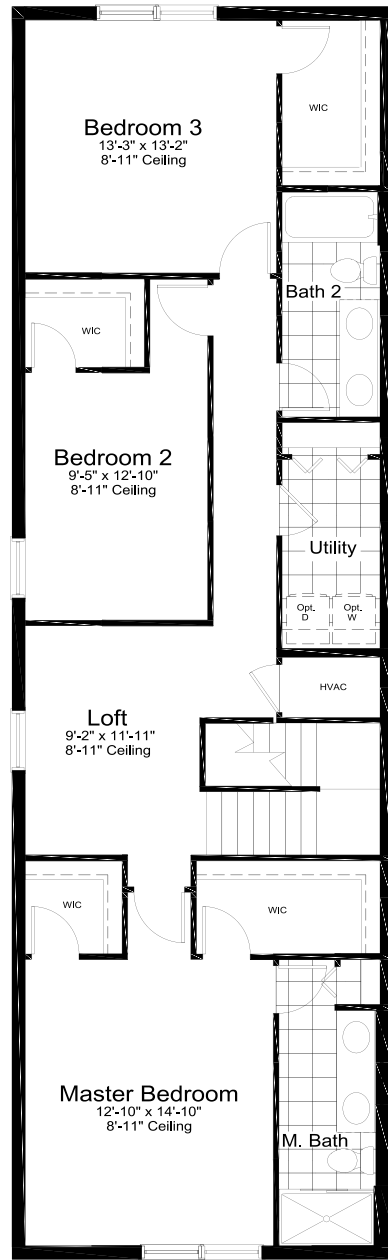 Bedroom 3
13'-3" x 13'-2"
8'-11" Ceiling
WIC
Bath 2
WIC
Bedroom 2
9'-5" x 12'-10"
8'-11" Ceiling
Utility
Opt.
D
Opt.
W
HVAC
Loft
9'-2" x 11'-11"
8'-11" Ceiling
WIC
WIC
Master Bedroom
12'-10" x 14'-10"
8'-11" Ceiling
M. Bath